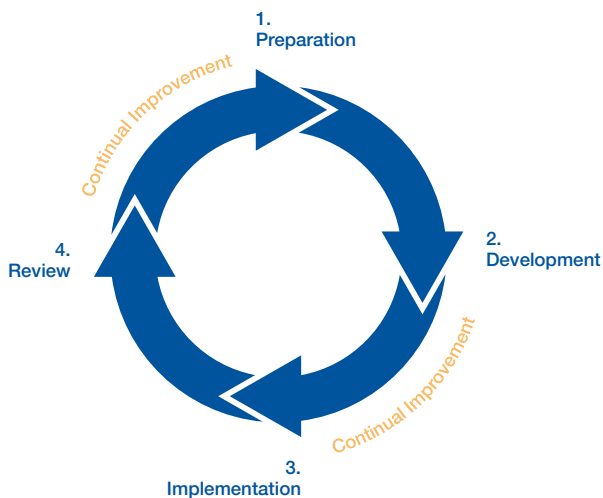 1.
Preparation
Continual Improvement
2.
Development
4.
Review
Continual Improvement
3.
Implementation